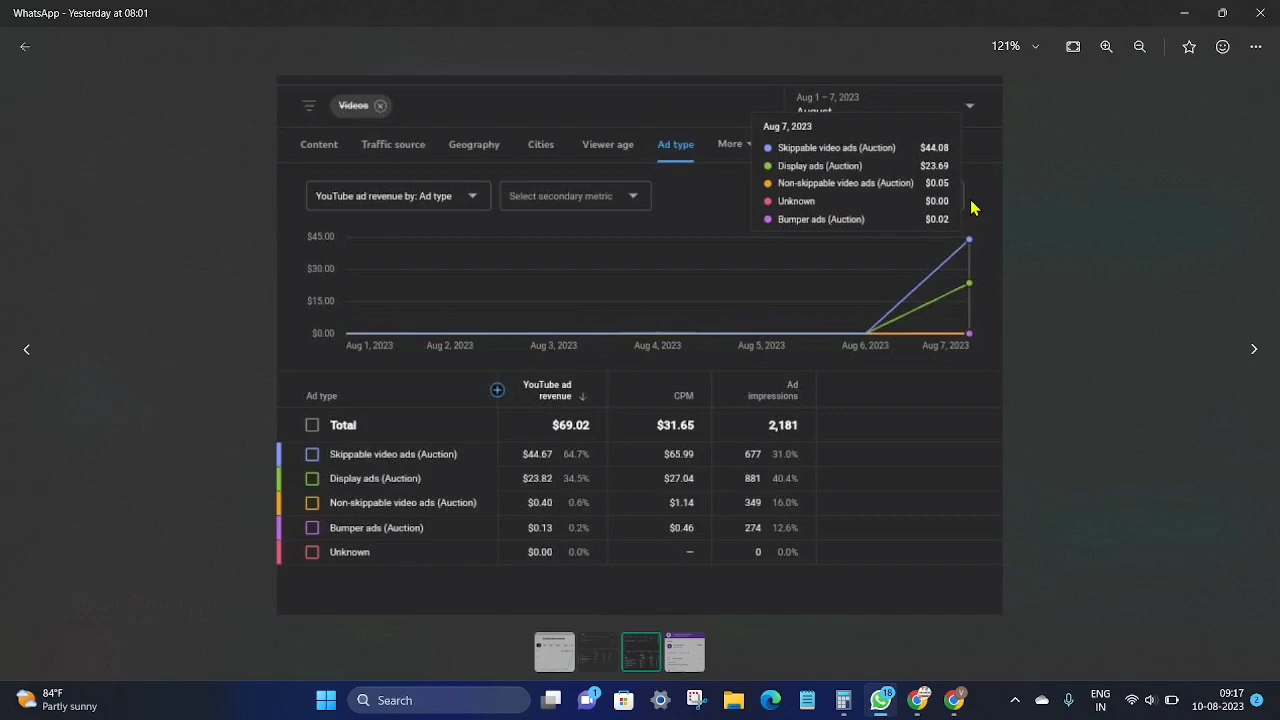 WhatsApp - Yesterday at 08:01
121%
Videos
Aug 1 – 7, 2023
August
Content Traffic source Geography Cities Viewer age Ad type More
Aug 7, 2023
Skippable video ads (Auction) $44.08
Display ads (Auction) $23.69
Non-skippable video ads (Auction) $0.05
Unknown $0.00
Bumper ads (Auction) $0.02
YouTube ad revenue by: Ad type Select secondary metric
$45.00
$30.00
$15.00
$0.00
Aug 1, 2023 Aug 2, 2023 Aug 3, 2023 Aug 4, 2023 Aug 5, 2023 Aug 6, 2023 Aug 7, 2023
Ad type YouTube ad revenue CPM Ad impressions
Total $69.02 $31.65 2,181
Skippable video ads (Auction) $44.67 64.7% $65.99 677 31.0%
Display ads (Auction) $23.82 34.5% $27.04 881 40.4%
Non-skippable video ads (Auction) $0.40 0.6% $1.14 349 16.0%
Bumper ads (Auction) $0.13 0.2% $0.46 274 12.6%
Unknown $0.00 0.0% – 0 0.0%
84°F
Partly sunny
Search
1
18
V
ENG
IN
09:17
10-08-2023
2